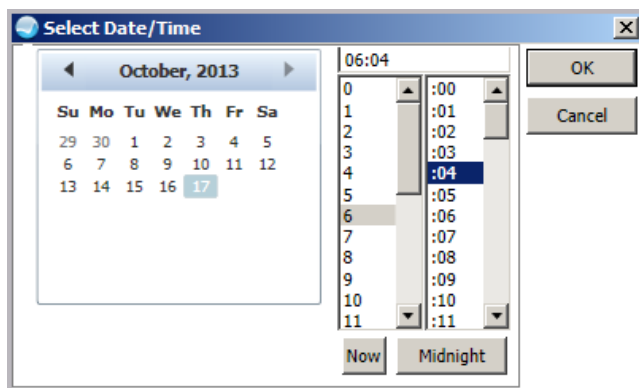 Select Date/Time
October, 2013
Su Mo Tu We Th Fr Sa
29 30 1 2 3 4 5
6 7 8 9 10 11 12
13 14 15 16 17
06:04
0
1
2
3
4
5
6
7
8
9
10
11
:00
:01
:02
:03
:04
:05
:06
:07
:08
:09
:10
:11
Now
Midnight
OK
Cancel